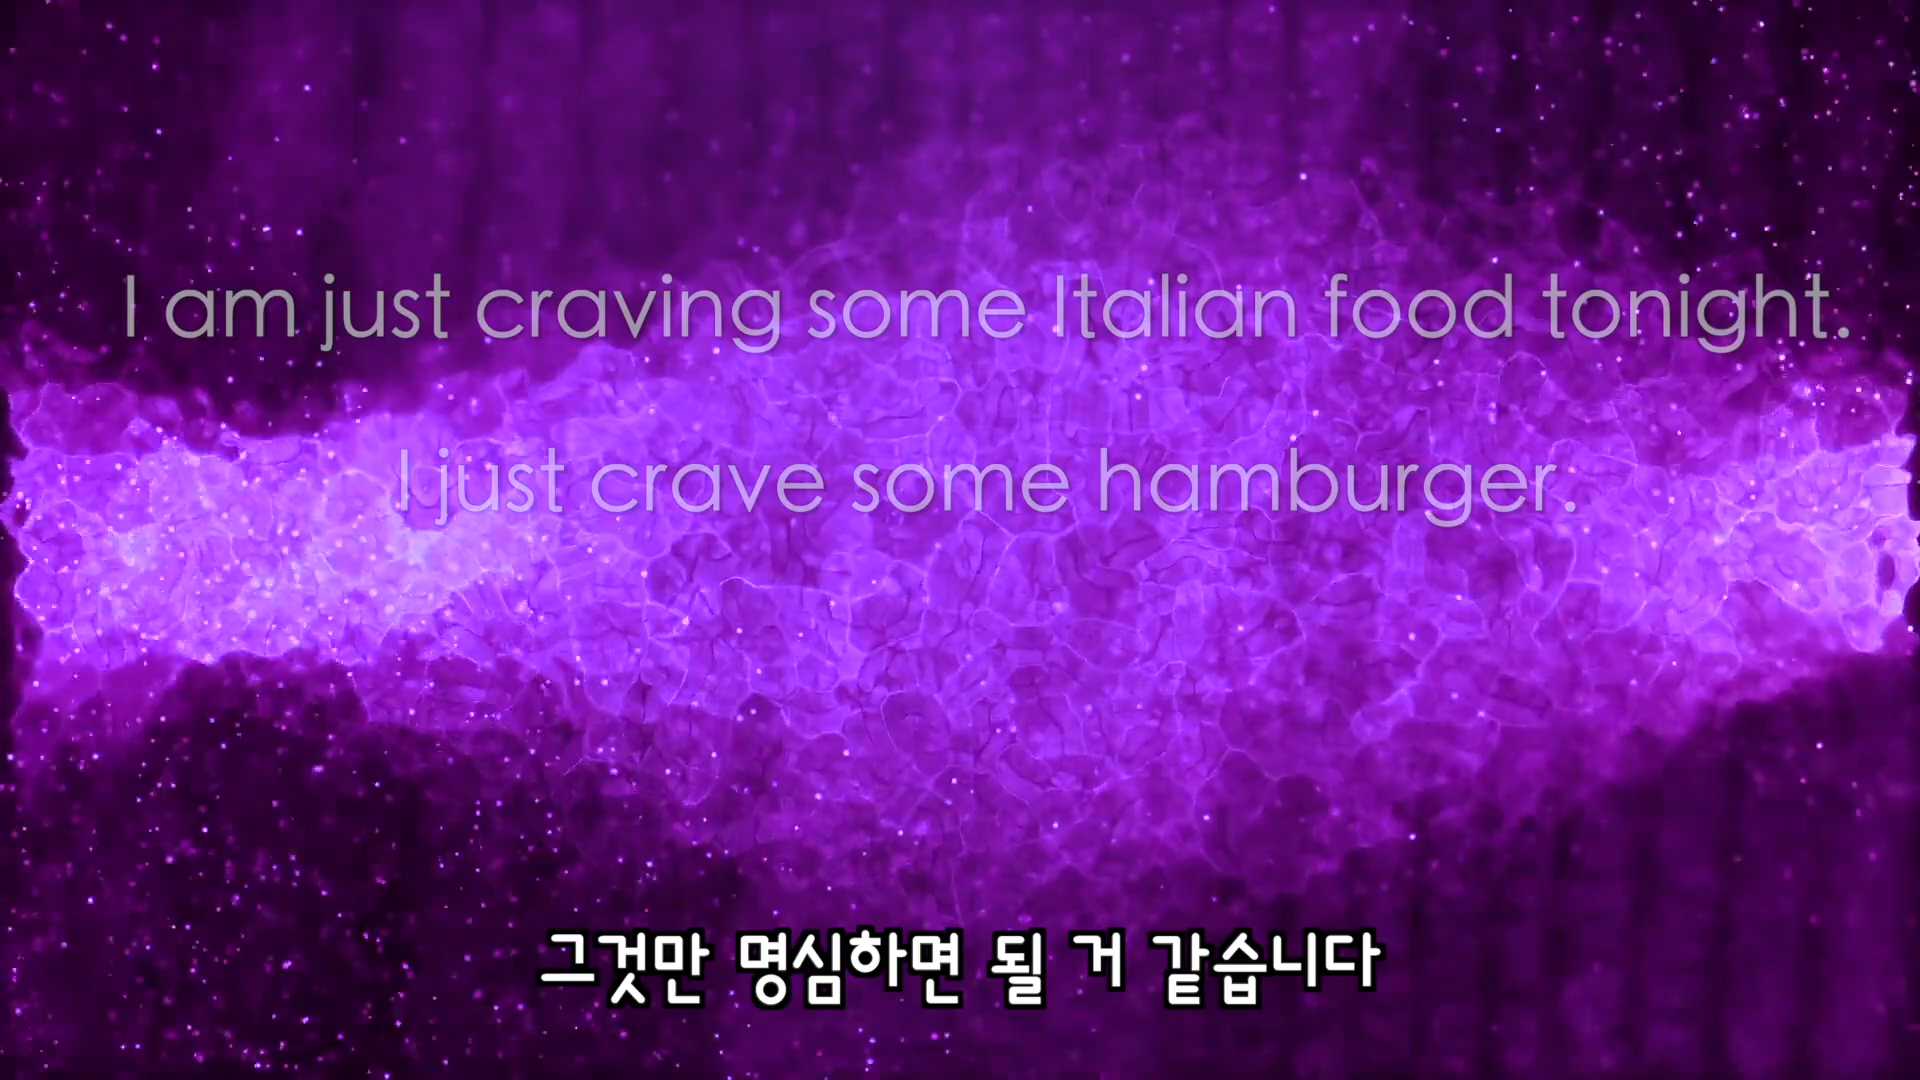 I am just craving some Italian food tonight.
I just crave some hamburger.
그것만 명심하면 될 거 같습니다